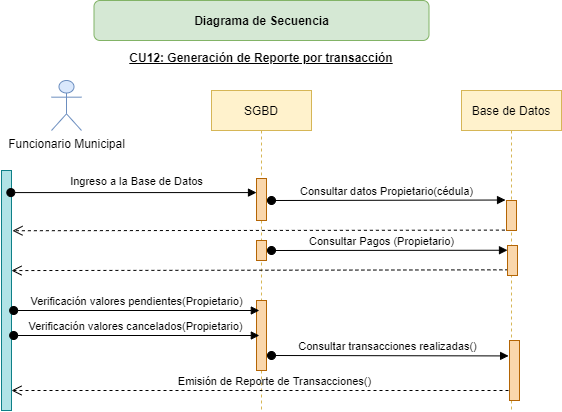 Diagrama de Secuencia
CU12: Generación de Reporte por transacción
Funcionario Municipal
SGBD
Base de Datos
Ingreso a la Base de Datos
Consultar datos Propietario(cédula)
Consultar Pagos (Propietario)
Verificación valores pendientes(Propietario)
Verificación valores cancelados(Propietario)
Consultar transacciones realizadas()
Emisión de Reporte de Transacciones()